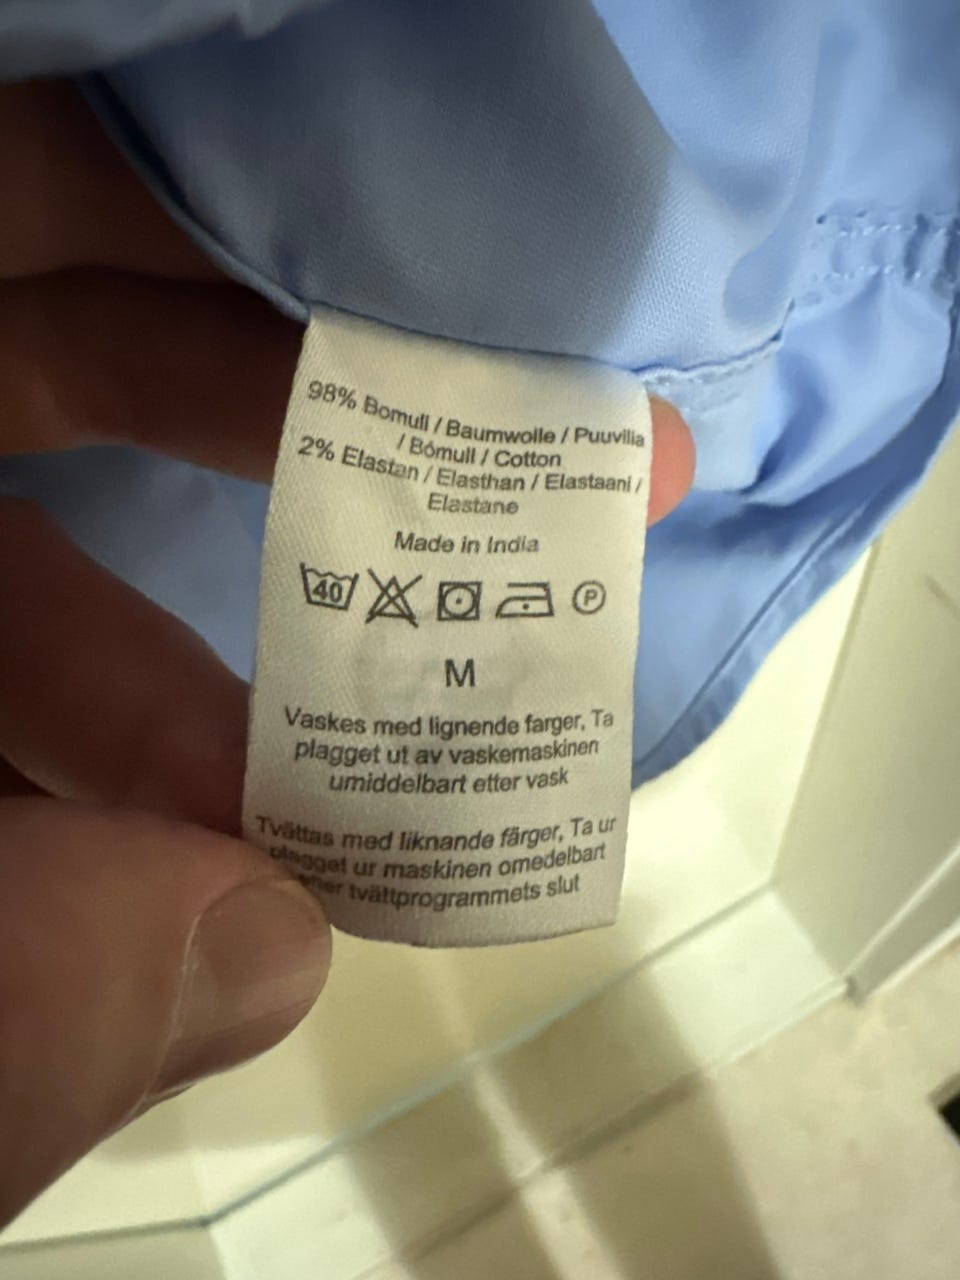 98% Bomull / Baumwolle / Puuvilla
/ Bómull / Cotton
2% Elastan / Elasthan / Elastaani /
Elastane
Made in India
40 P
M
Vaskes med lignende farger, Ta
plagget ut av vaskemaskinen
umiddelbart etter vask
Tvättas med liknande färger, Ta ur
plagget ur maskinen omedelbart
efter tvättprogrammets slut